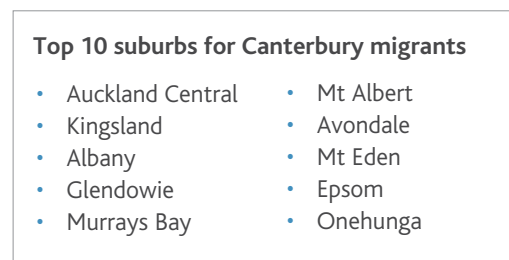 Top 10 suburbs for Canterbury migrants
• Auckland Central
• Kingsland
• Albany
• Glendowie
• Murrays Bay
• Mt Albert
• Avondale
• Mt Eden
• Epsom
• Onehunga